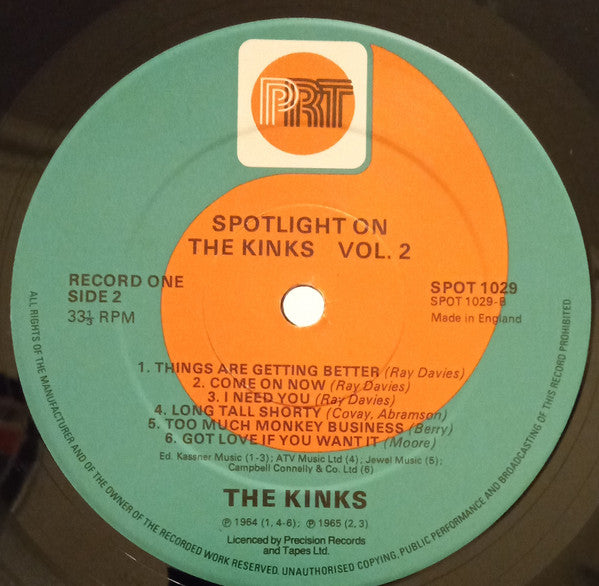 PRT
SPOTLIGHT ON
THE KINKS VOL. 2
RECORD ONE
SIDE 2
33⅓ RPM
SPOT 1029
SPOT 1029-B
Made in England
1. THINGS ARE GETTING BETTER (Ray Davies)
2. COME ON NOW (Ray Davies)
3. I NEED YOU (Ray Davies)
4. LONG TALL SHORTY (Covay, Abramson)
5. TOO MUCH MONKEY BUSINESS (Berry)
6. GOT LOVE IF YOU WANT IT (Moore)
Ed. Kassner Music (1-3); ATV Music Ltd (4); Jewel Music (5);
Campbell Connelly & Co. Ltd (6)
THE KINKS
℗ 1964 (1, 4-6); ℗ 1965 (2, 3)
Licenced by Precision Records
and Tapes Ltd.
ALL RIGHTS OF THE MANUFACTURER AND OF THE OWNER OF THE RECORDED WORK RESERVED. UNAUTHORISED COPYING, PUBLIC PERFORMANCE AND BROADCASTING OF THIS RECORD PROHIBITED